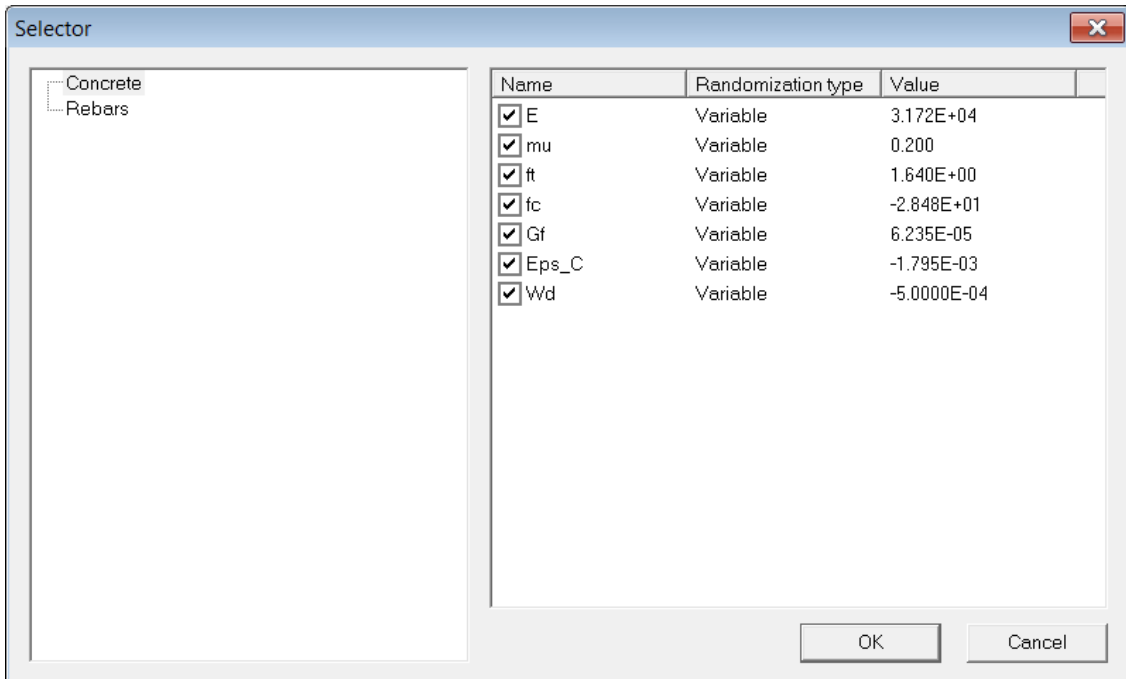 Selector
Concrete
Rebars
Name Randomization type Value
E Variable 3.172E+04
mu Variable 0.200
ft Variable 1.640E+00
fc Variable -2.848E+01
Gf Variable 6.235E-05
Eps_C Variable -1.795E-03
Wd Variable -5.0000E-04
OK Cancel